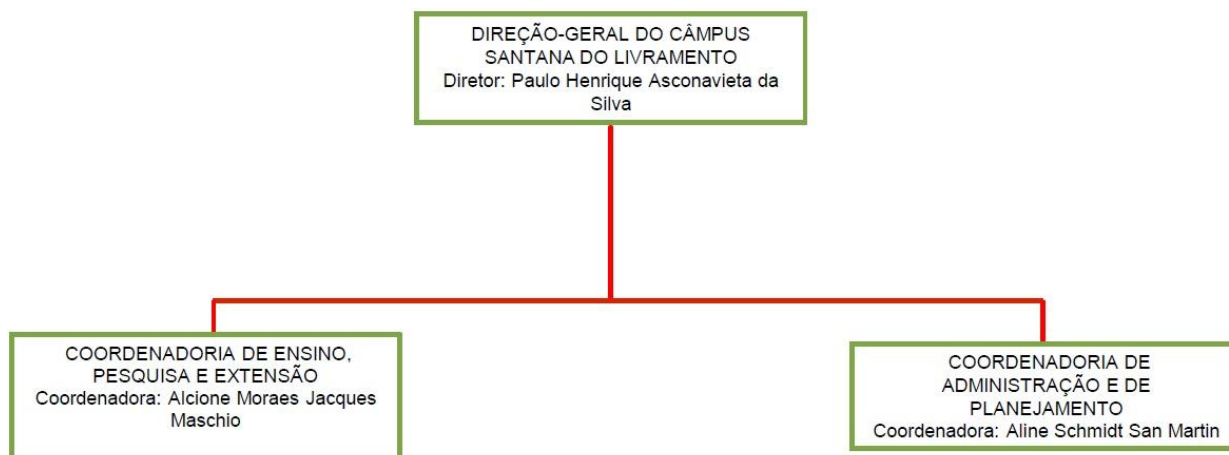 DIREÇÃO-GERAL DO CÂMPUS
SANTANA DO LIVRAMENTO
Diretor: Paulo Henrique Asconavieta da
Silva
COORDENADORIA DE ENSINO,
PESQUISA E EXTENSÃO
Coordenadora: Alcione Moraes Jacques
Maschio
COORDENADORIA DE
ADMINISTRAÇÃO E DE
PLANEJAMENTO
Coordenadora: Aline Schmidt San Martin